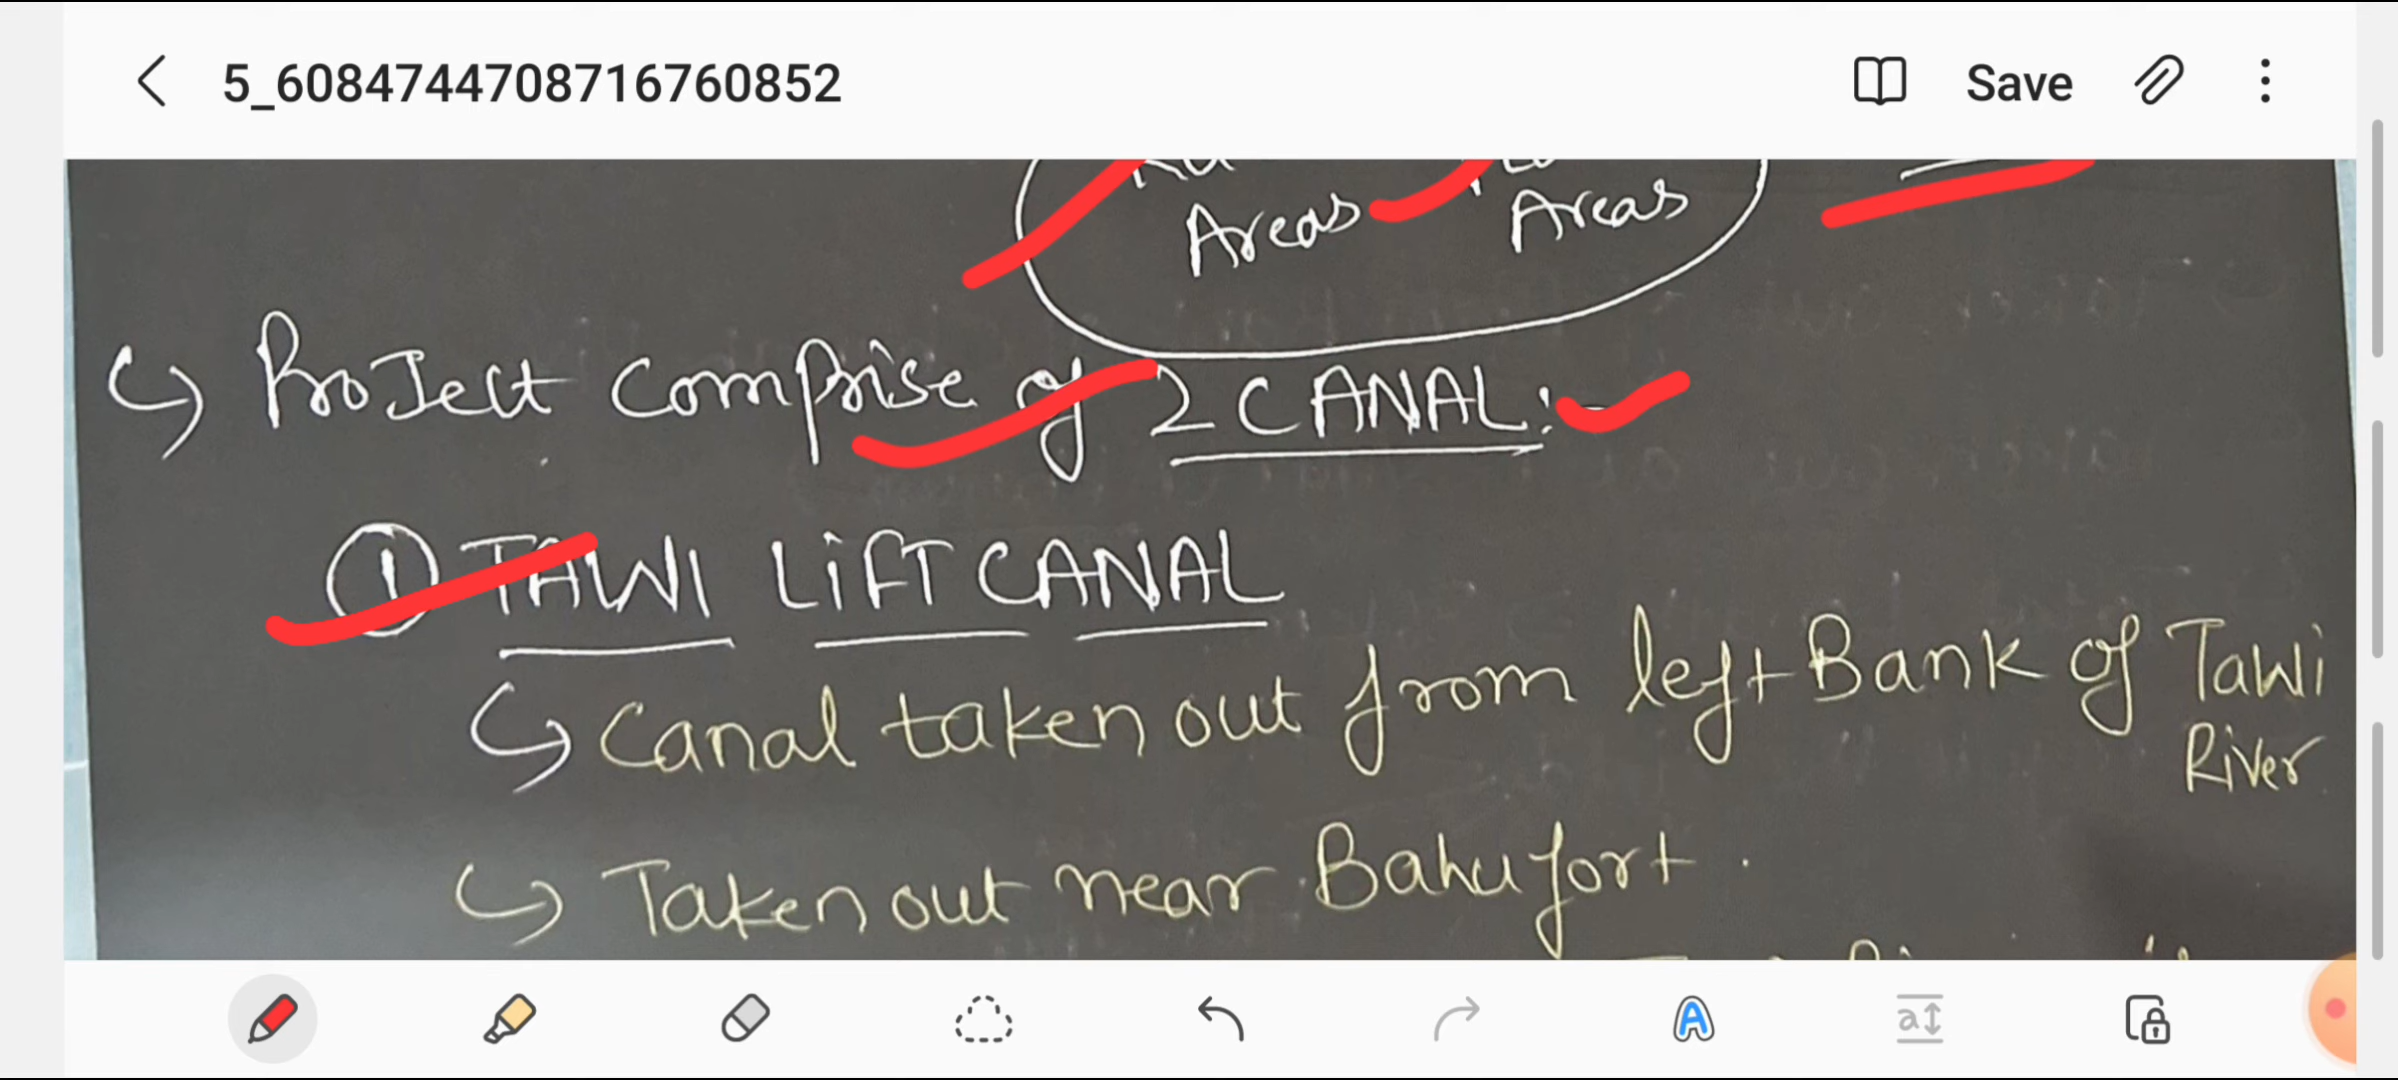 5_6084744708716760852
Save
Areas Areas
↳ ProJect comprise of 2 CANAL:-
① TAWI LiFT CANAL
↳ Canal taken out from left Bank of Tawi
River
↳ Taken out near Bahu fort.